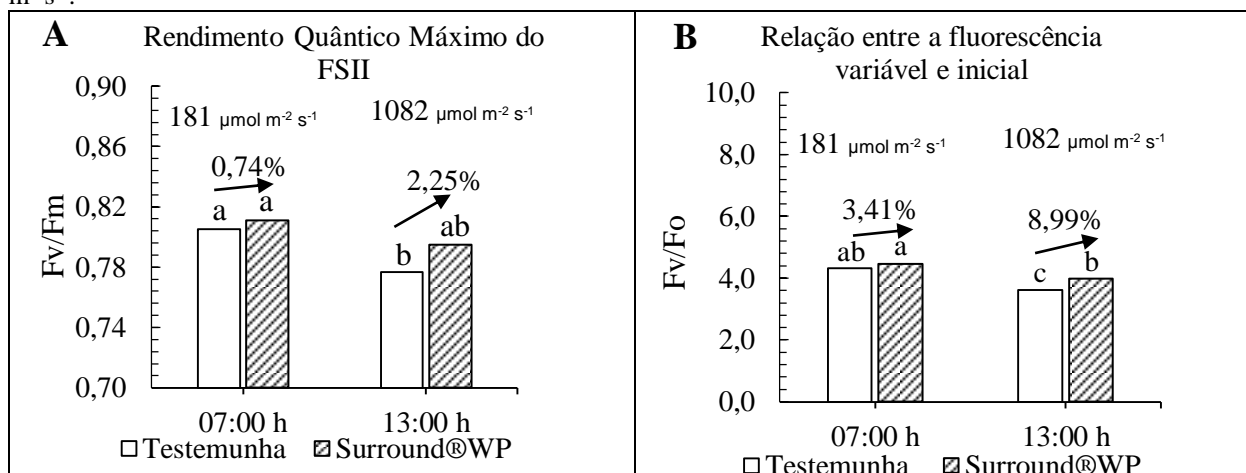 m⁻² s⁻¹.
A Rendimento Quântico Máximo do
FSII
0,90
0,86
0,82
0,78
0,74
0,70
Fv/Fm
181 µmol m⁻² s⁻¹
1082 µmol m⁻² s⁻¹
0,74%
2,25%
a a
b ab
07:00 h 13:00 h
Testemunha Surround®WP
B Relação entre a fluorescência
variável e inicial
10,0
8,0
6,0
4,0
2,0
0,0
Fv/Fo
181 µmol m⁻² s⁻¹
1082 µmol m⁻² s⁻¹
3,41%
8,99%
ab a
c b
07:00 h 13:00 h
Testemunha Surround®WP